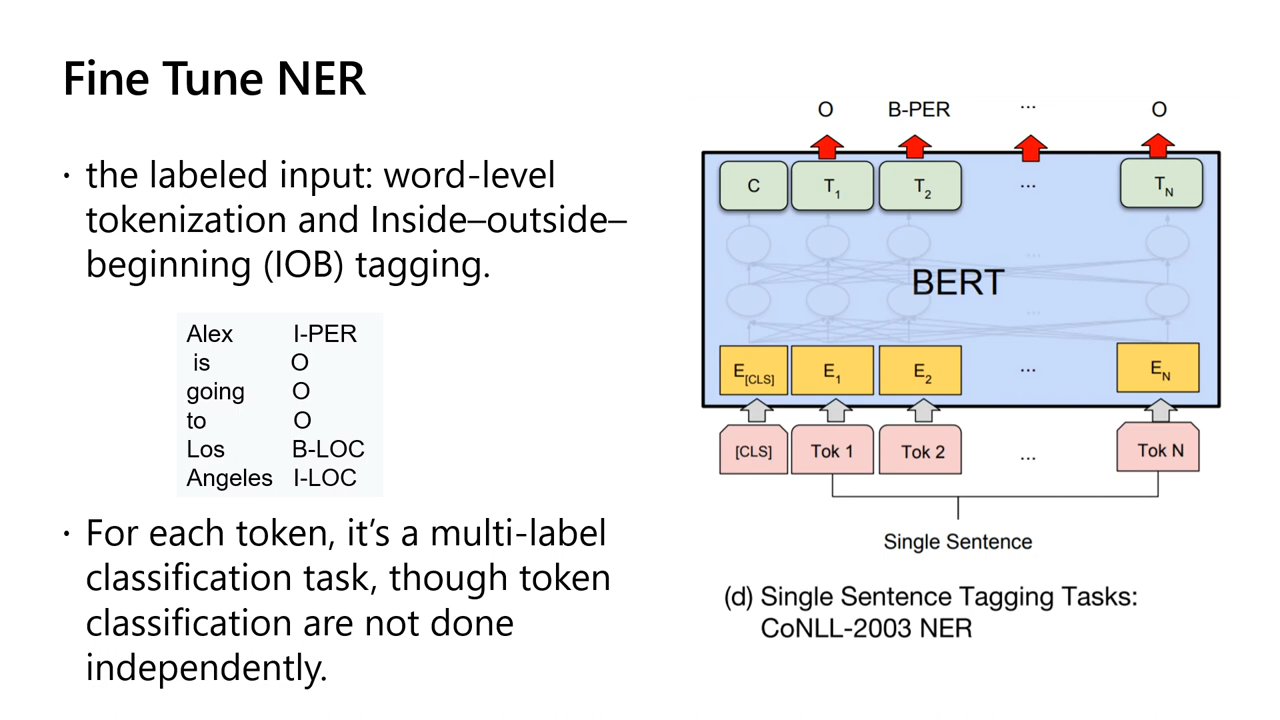 Fine Tune NER
· the labeled input: word-level
tokenization and Inside–outside–
beginning (IOB) tagging.
Alex I-PER
is O
going O
to O
Los B-LOC
Angeles I-LOC
· For each token, it’s a multi-label
classification task, though token
classification are not done
independently.
O B-PER ... O
C T1 T2 ... TN
...
BERT
...
E[CLS] E1 E2 ... EN
[CLS] Tok 1 Tok 2 ... Tok N
Single Sentence
(d) Single Sentence Tagging Tasks:
CoNLL-2003 NER